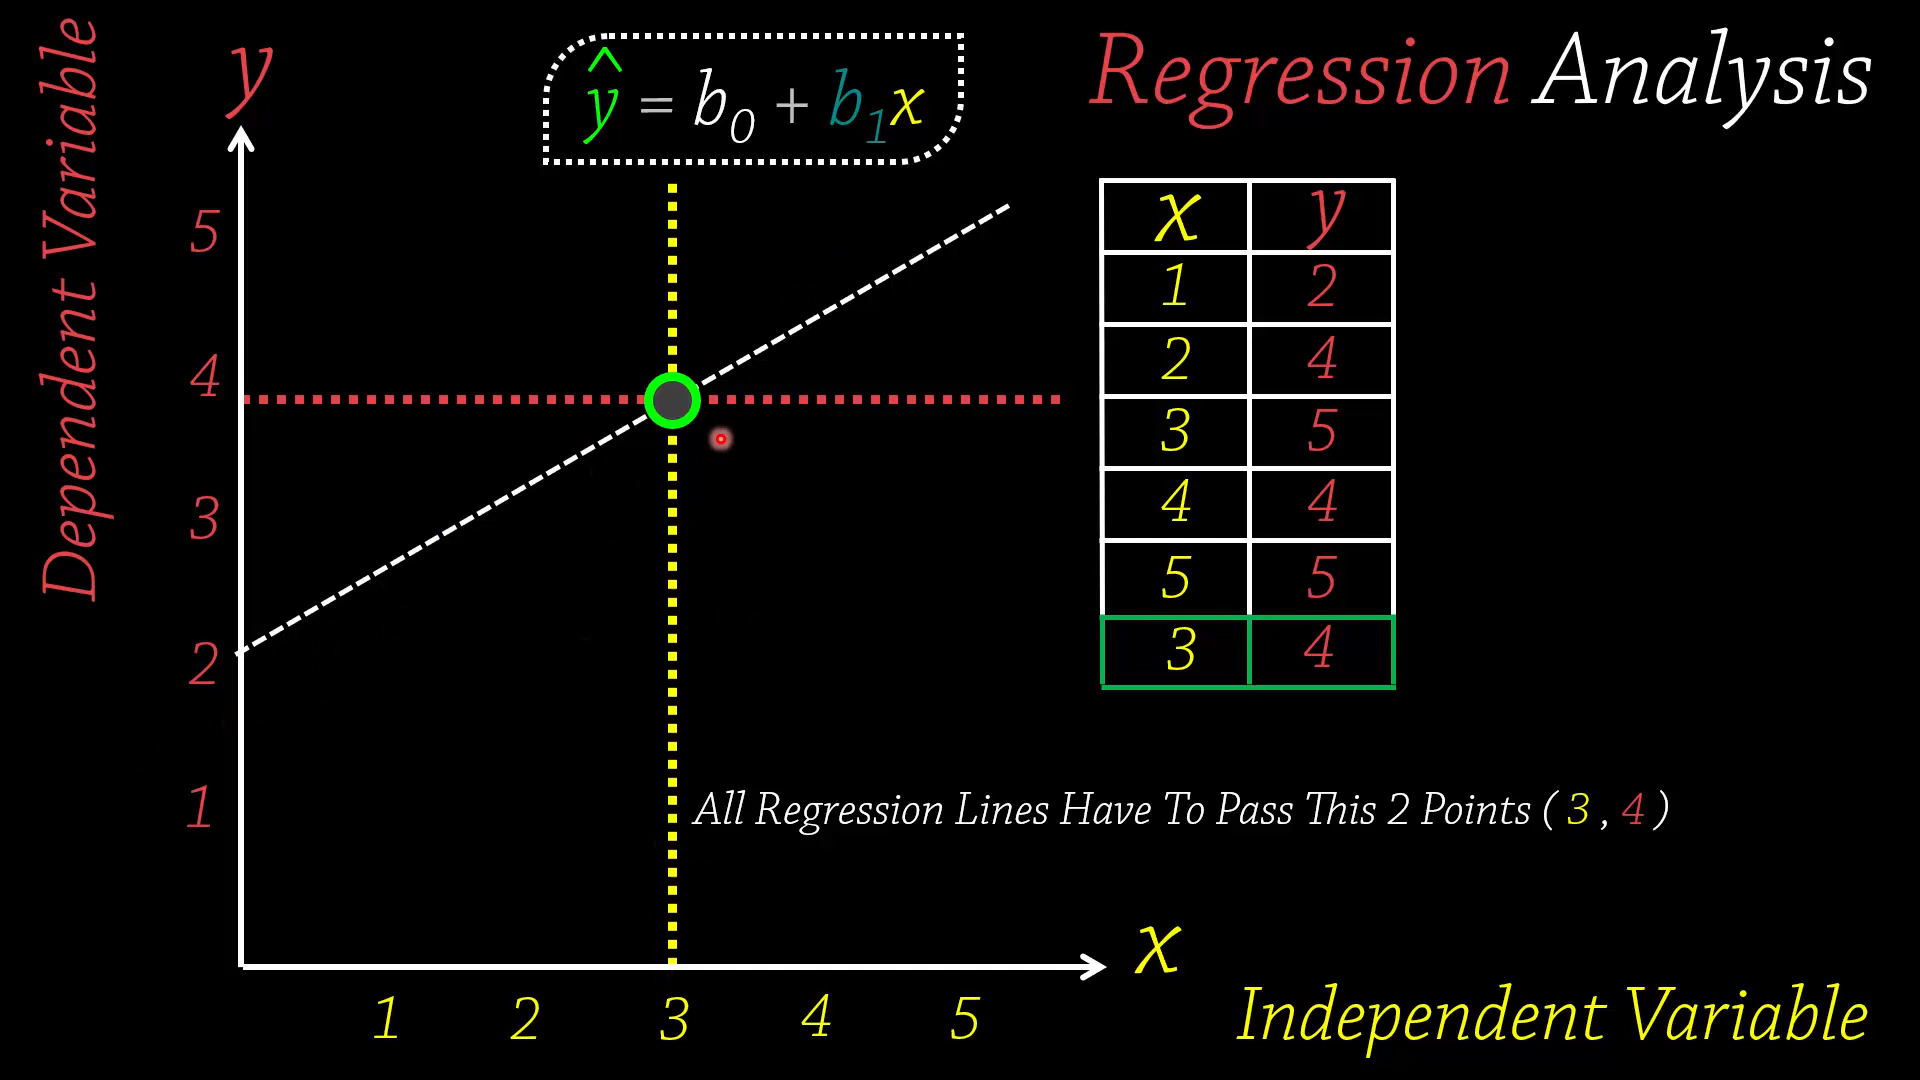 Regression Analysis
y
Dependent Variable
ŷ = b₀ + b₁x
5
4
3
2
1
x y
1 2
2 4
3 5
4 4
5 5
3 4
All Regression Lines Have To Pass This 2 Points ( 3 , 4 )
x
1 2 3 4 5
Independent Variable